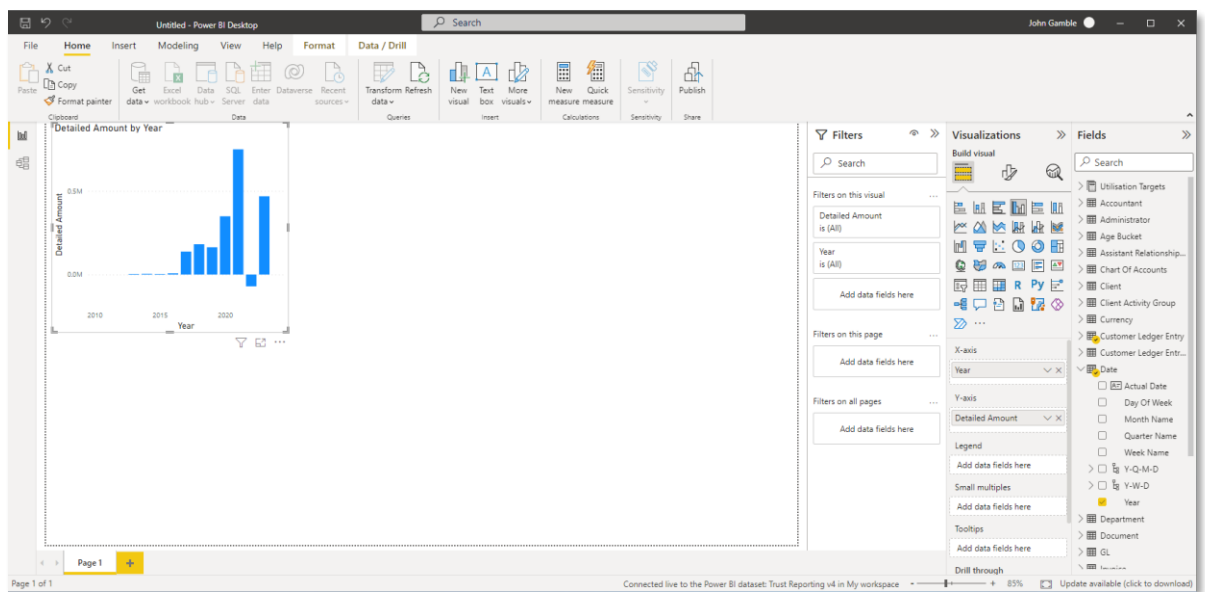 Untitled - Power BI Desktop
Search
John Gamble
File Home Insert Modeling View Help Format Data / Drill
Paste
Cut
Copy
Format painter
Clipboard
Get data
Excel workbook
Data hub
SQL Server
Enter data
Dataverse
Recent sources
Data
Transform data
Refresh
Queries
New visual
Text box
More visuals
Insert
New measure
Quick measure
Calculations
Sensitivity
Sensitivity
Publish
Share
Detailed Amount by Year
Detailed Amount
0.5M
0.0M
2010 2015 2020
Year
Filters
Search
Filters on this visual ...
Detailed Amount
is (All)
Year
is (All)
Add data fields here
Filters on this page ...
Add data fields here
Filters on all pages ...
Add data fields here
Visualizations
Build visual
R Py
...
X-axis
Year
Y-axis
Detailed Amount
Legend
Add data fields here
Small multiples
Add data fields here
Tooltips
Add data fields here
Drill through
Fields
Search
Utilisation Targets
Accountant
Administrator
Age Bucket
Assistant Relationship...
Chart Of Accounts
Client
Client Activity Group
Currency
Customer Ledger Entry
Customer Ledger Entr...
Date
Actual Date
Day Of Week
Month Name
Quarter Name
Week Name
Y-Q-M-D
Y-W-D
Year
Department
Document
GL
Page 1 +
Page 1 of 1
Connected live to the Power BI dataset: Trust Reporting v4 in My workspace
- + 85%
Update available (click to download)